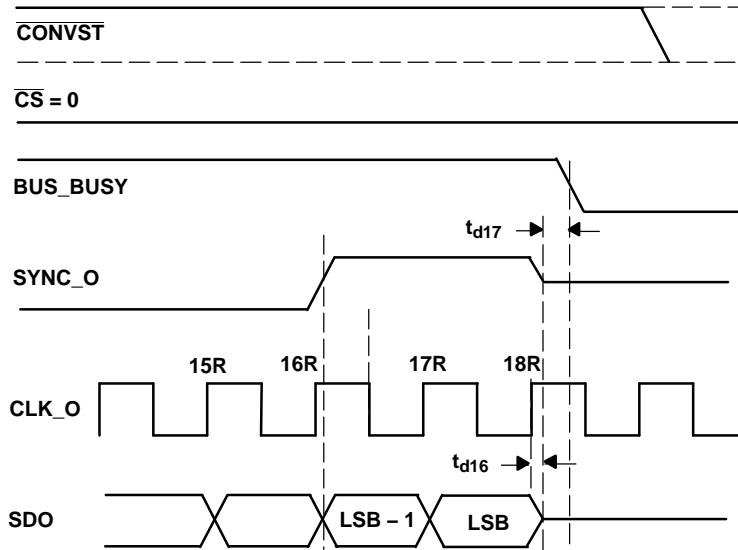 CONVST
CS = 0
BUS_BUSY
td17
SYNC_O
15R 16R 17R 18R
CLK_O
td16
SDO LSB – 1 LSB